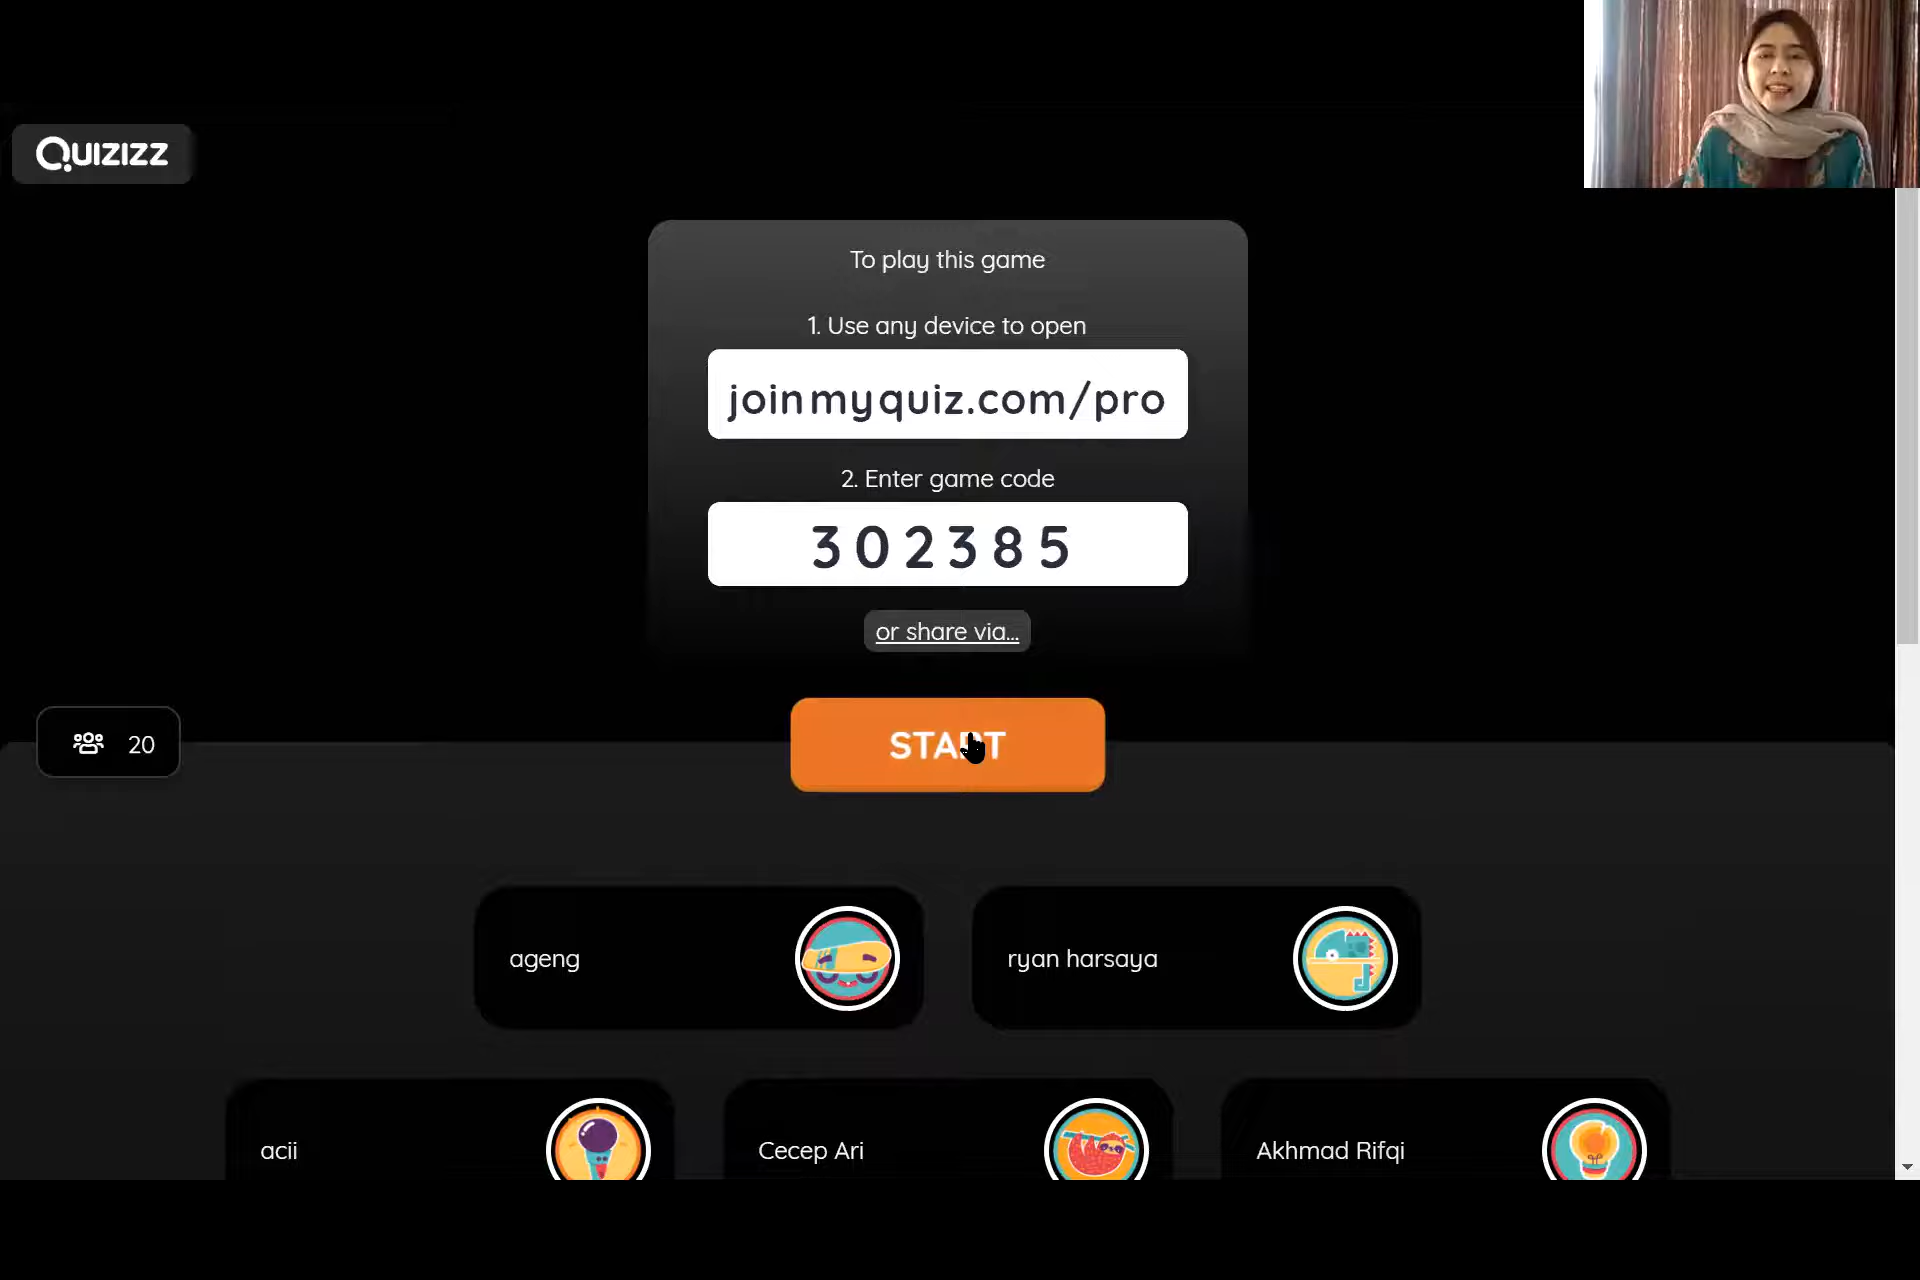 QUIZIZZ
To play this game
1. Use any device to open
joinmyquiz.com/pro
2. Enter game code
302385
or share via...
20
START
ageng
ryan harsaya
acii
Cecep Ari
Akhmad Rifqi